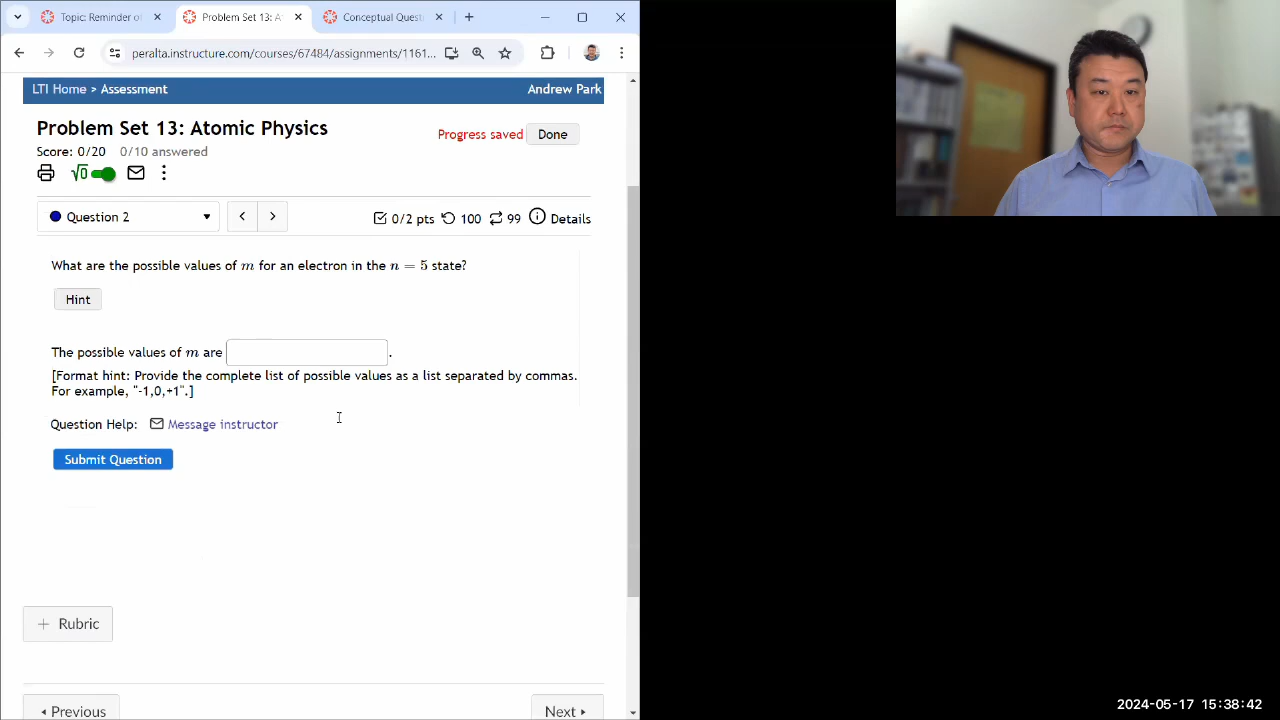 Topic: Reminder of
Problem Set 13: A
Conceptual Quest
peralta.instructure.com/courses/67484/assignments/1161...
LTI Home > Assessment
Andrew Park
Problem Set 13: Atomic Physics
Progress saved
Done
Score: 0/20 0/10 answered
√0
Question 2
0/2 pts 100 99 Details
What are the possible values of m for an electron in the n = 5 state?
Hint
The possible values of m are .
[Format hint: Provide the complete list of possible values as a list separated by commas.
For example, "-1,0,+1".]
Question Help: Message instructor
Submit Question
+ Rubric
Previous
Next
2024-05-17 15:38:42